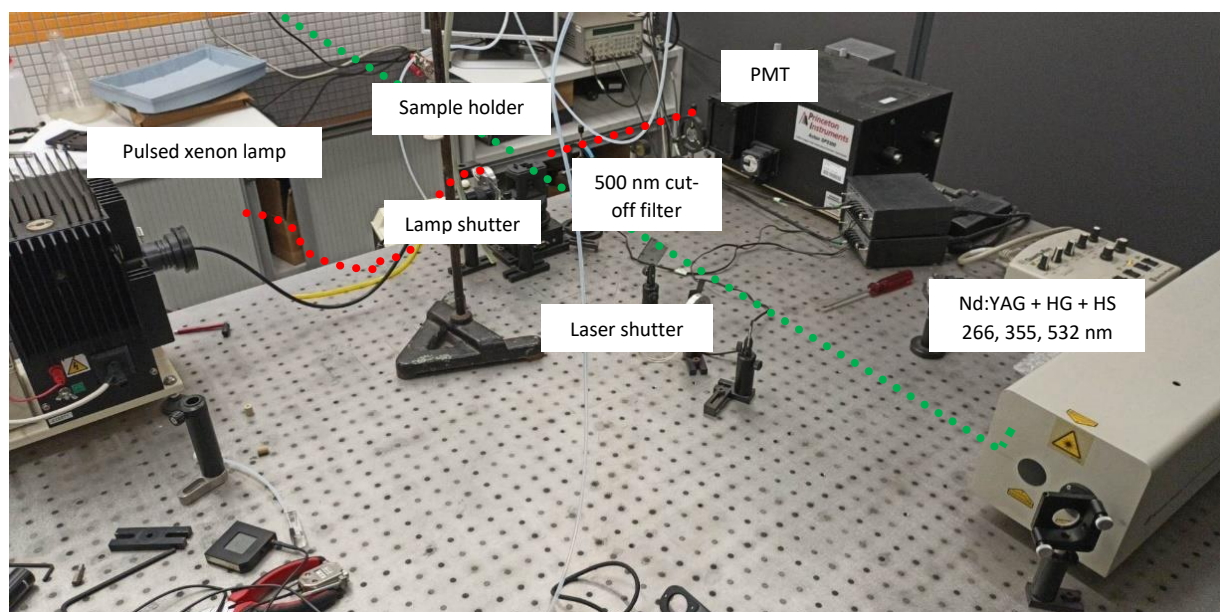 PMT
Sample holder
Princeton
Instruments
Pulsed xenon lamp
500 nm cut-
off filter
Lamp shutter
Nd:YAG + HG + HS
266, 355, 532 nm
Laser shutter